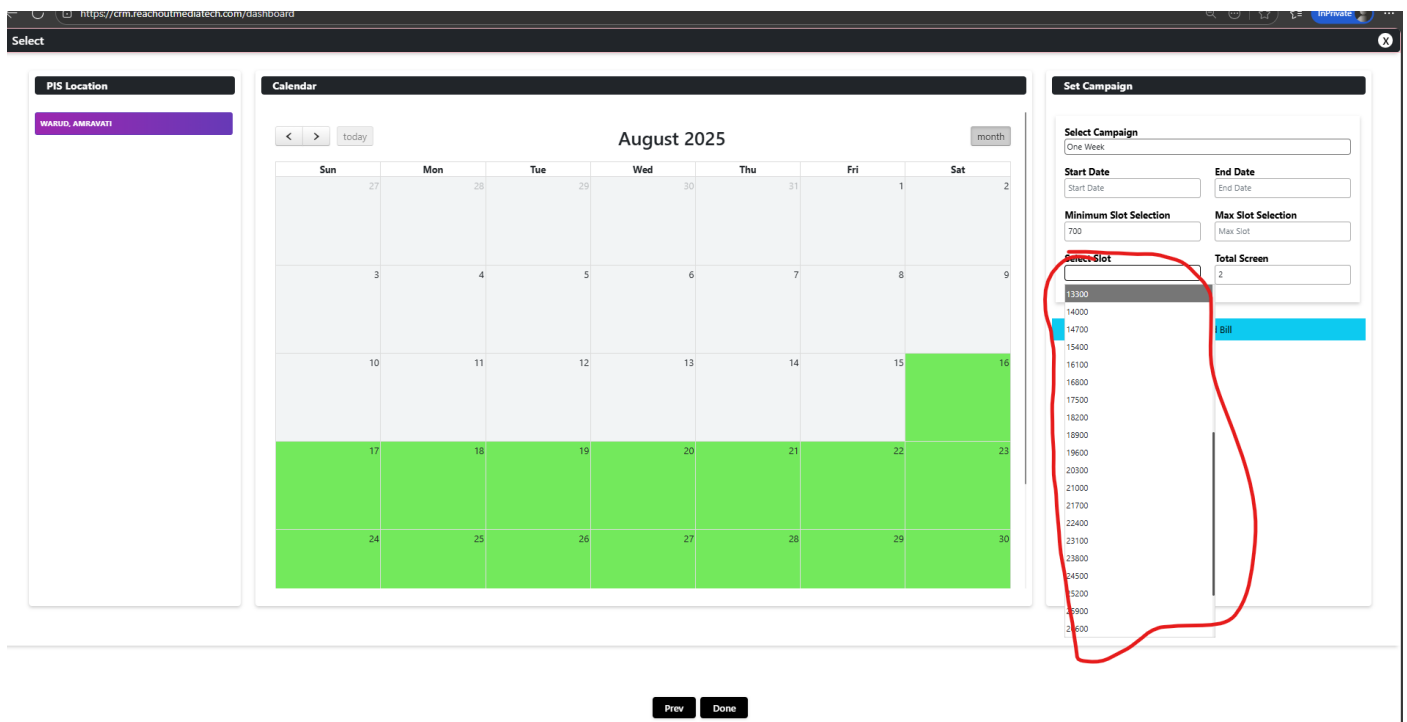 https://crm.reachoutmediatech.com/dashboard
InPrivate
Select
X
PIS Location
WARUD, AMRAVATI
Calendar
< > today
August 2025
month
Sun Mon Tue Wed Thu Fri Sat
27 28 29 30 31 1 2
3 4 5 6 7 8 9
10 11 12 13 14 15 16
17 18 19 20 21 22 23
24 25 26 27 28 29 30
Set Campaign
Select Campaign
One Week
Start Date End Date
Start Date End Date
Minimum Slot Selection Max Slot Selection
700 Max Slot
Select Slot Total Screen
2
13300
14000
14700
Bill
15400
16100
16800
17500
18200
18900
19600
20300
21000
21700
22400
23100
23800
24500
25200
25900
26600
Prev Done